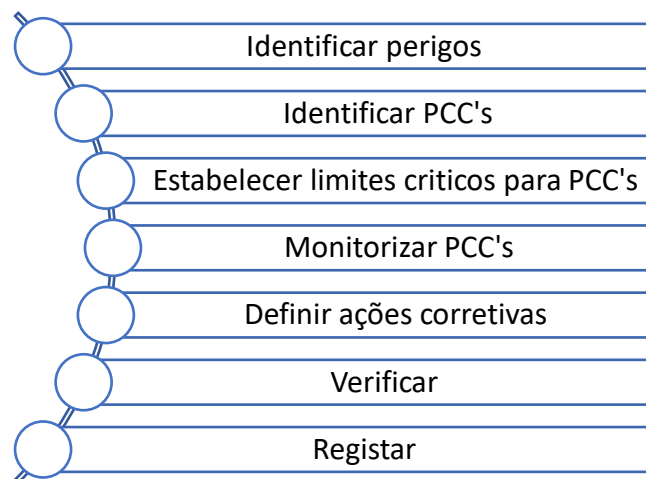 Identificar perigos
Identificar PCC's
Estabelecer limites criticos para PCC's
Monitorizar PCC's
Definir ações corretivas
Verificar
Registar